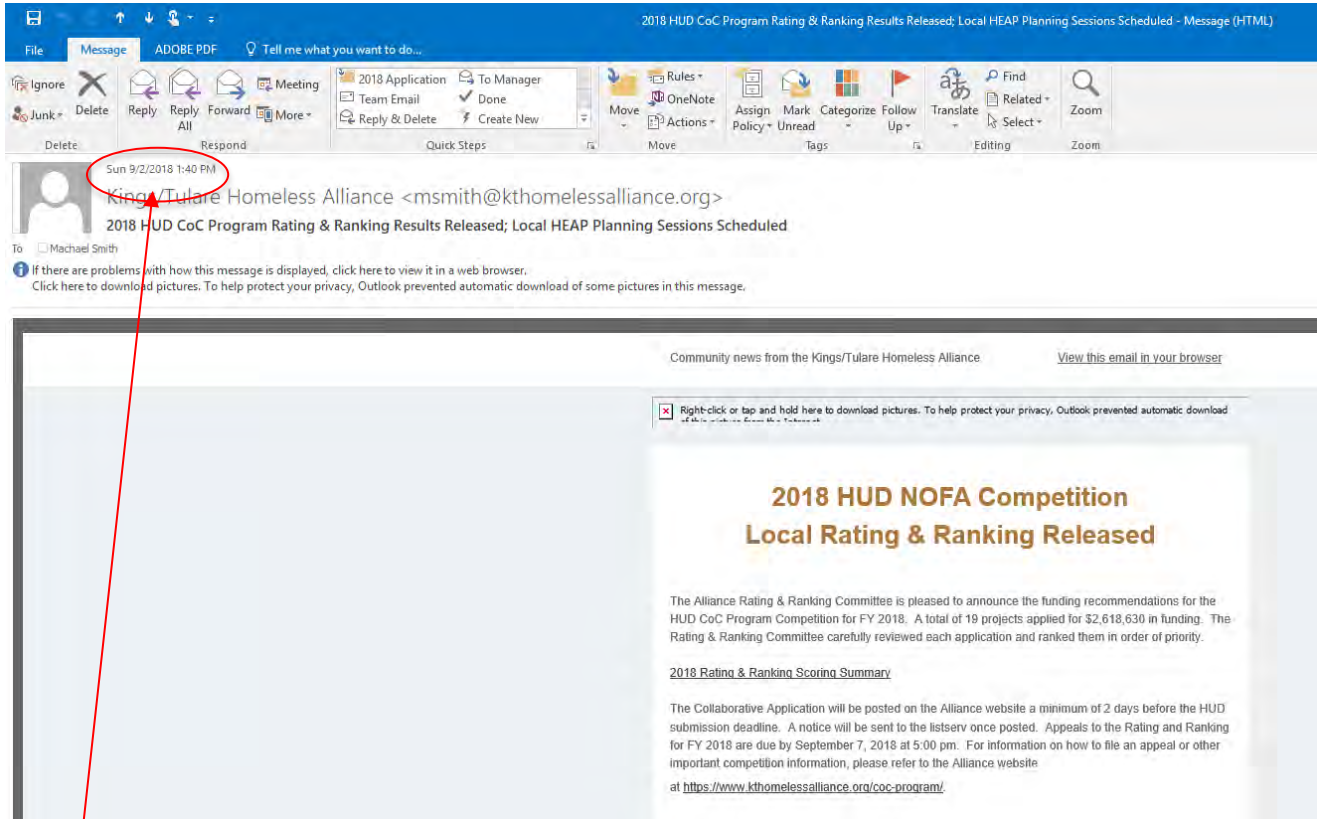 2018 HUD CoC Program Rating & Ranking Results Released; Local HEAP Planning Sessions Scheduled - Message (HTML)
File Message ADOBE PDF Tell me what you want to do...
Ignore
Junk
Delete
Reply
Reply All
Forward
Meeting
More
2018 Application
Team Email
Reply & Delete
To Manager
Done
Create New
Move
Rules
OneNote
Actions
Assign Policy
Mark Unread
Categorize
Follow Up
Translate
Find
Related
Select
Zoom
Delete Respond Quick Steps Move Tags Editing Zoom
Sun 9/2/2018 1:40 PM
Kings/Tulare Homeless Alliance <msmith@kthomelessalliance.org>
2018 HUD CoC Program Rating & Ranking Results Released; Local HEAP Planning Sessions Scheduled
To Machael Smith
If there are problems with how this message is displayed, click here to view it in a web browser.
Click here to download pictures. To help protect your privacy, Outlook prevented automatic download of some pictures in this message.
Community news from the Kings/Tulare Homeless Alliance View this email in your browser
Right-click or tap and hold here to download pictures. To help protect your privacy, Outlook prevented automatic download
of this picture from the Internet.
2018 HUD NOFA Competition
Local Rating & Ranking Released
The Alliance Rating & Ranking Committee is pleased to announce the funding recommendations for the
HUD CoC Program Competition for FY 2018. A total of 19 projects applied for $2,618,630 in funding. The
Rating & Ranking Committee carefully reviewed each application and ranked them in order of priority.
2018 Rating & Ranking Scoring Summary
The Collaborative Application will be posted on the Alliance website a minimum of 2 days before the HUD
submission deadline. A notice will be sent to the listserv once posted. Appeals to the Rating and Ranking
for FY 2018 are due by September 7, 2018 at 5:00 pm. For information on how to file an appeal or other
important competition information, please refer to the Alliance website
at https://www.kthomelessalliance.org/coc-program/.